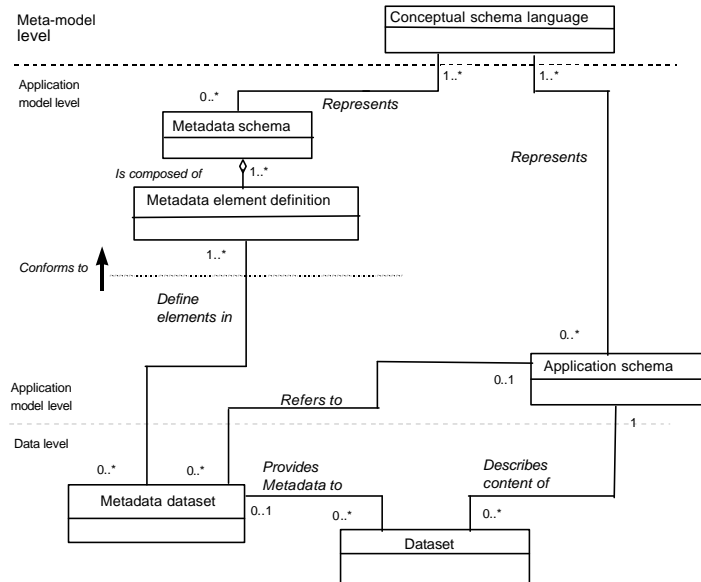 Meta-model
level
Conceptual schema language
1..*
1..*
Application
model level
0..*
Represents
Metadata schema
Represents
Is composed of
1..*
Metadata element definition
1..*
Conforms to
Define
elements in
0..*
Application schema
0..1
Application
model level
Refers to
1
Data level
0..*
0..*
Provides
Metadata to
Describes
content of
Metadata dataset
0..1
0..*
0..*
Dataset